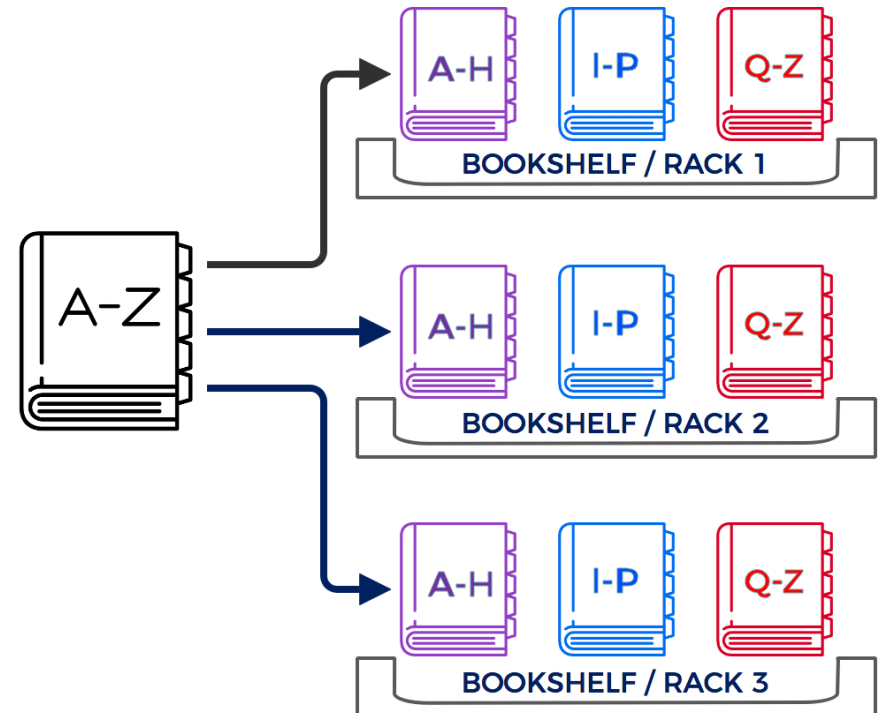 A-H I-P Q-Z
BOOKSHELF / RACK 1
A-Z
A-H I-P Q-Z
BOOKSHELF / RACK 2
A-H I-P Q-Z
BOOKSHELF / RACK 3